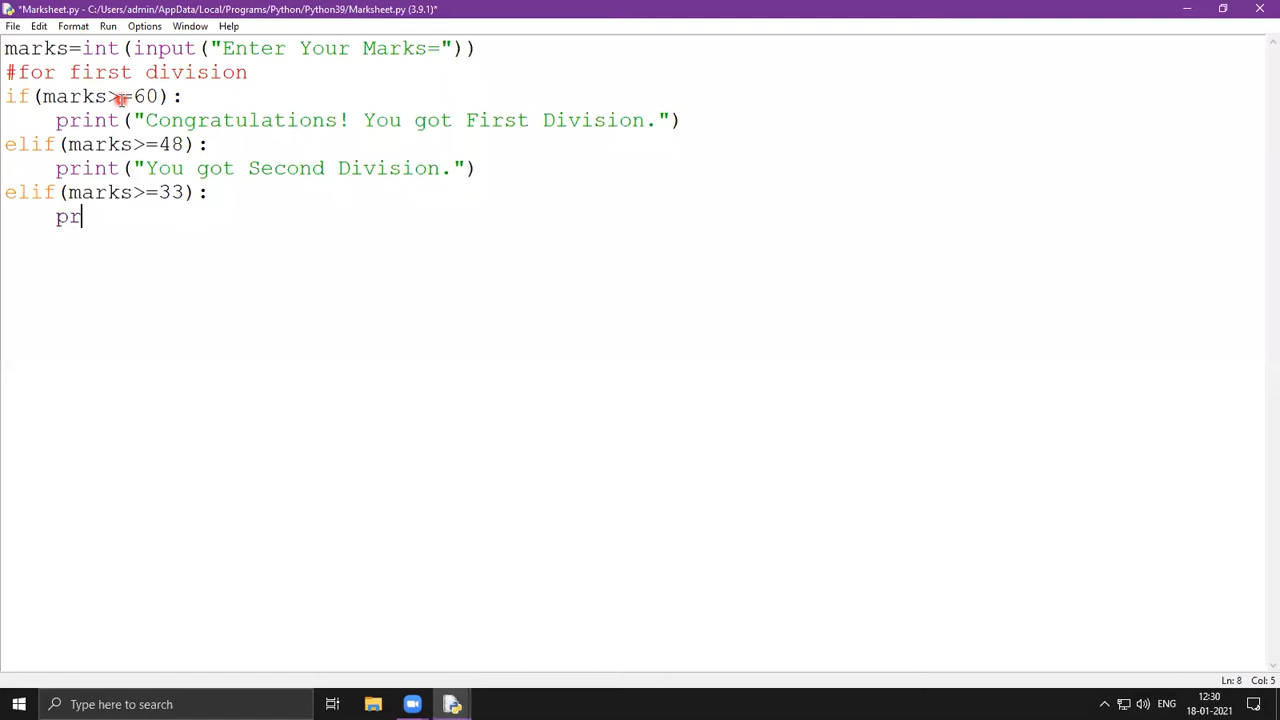 *Marksheet.py - C:/Users/admin/AppData/Local/Programs/Python/Python39/Marksheet.py (3.9.1)*
File Edit Format Run Options Window Help
marks=int(input("Enter Your Marks="))
#for first division
if(marks>=60):
    print("Congratulations! You got First Division.")
elif(marks>=48):
    print("You got Second Division.")
elif(marks>=33):
    pr
Ln: 8 Col: 5
Type here to search
ENG
12:30
18-01-2021